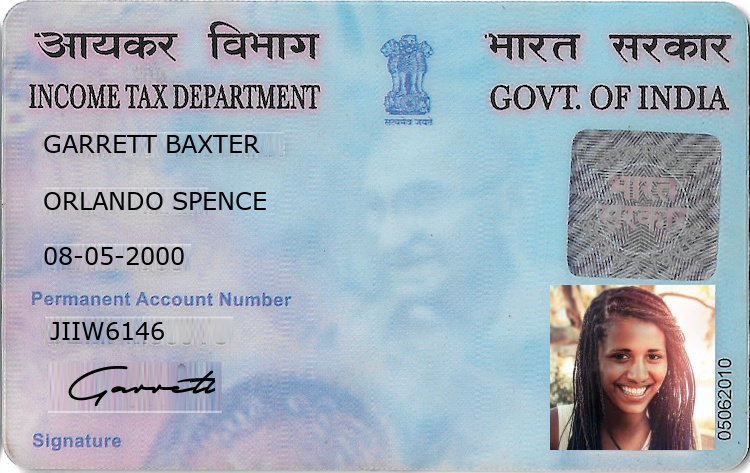 आयकर विभाग
भारत सरकार
INCOME TAX DEPARTMENT
GOVT. OF INDIA
सत्यमेव जयते
GARRETT BAXTER
ORLANDO SPENCE
08-05-2000
भारत
सरकार
Permanent Account Number
JIIW6146
Garrett
Signature
05062010